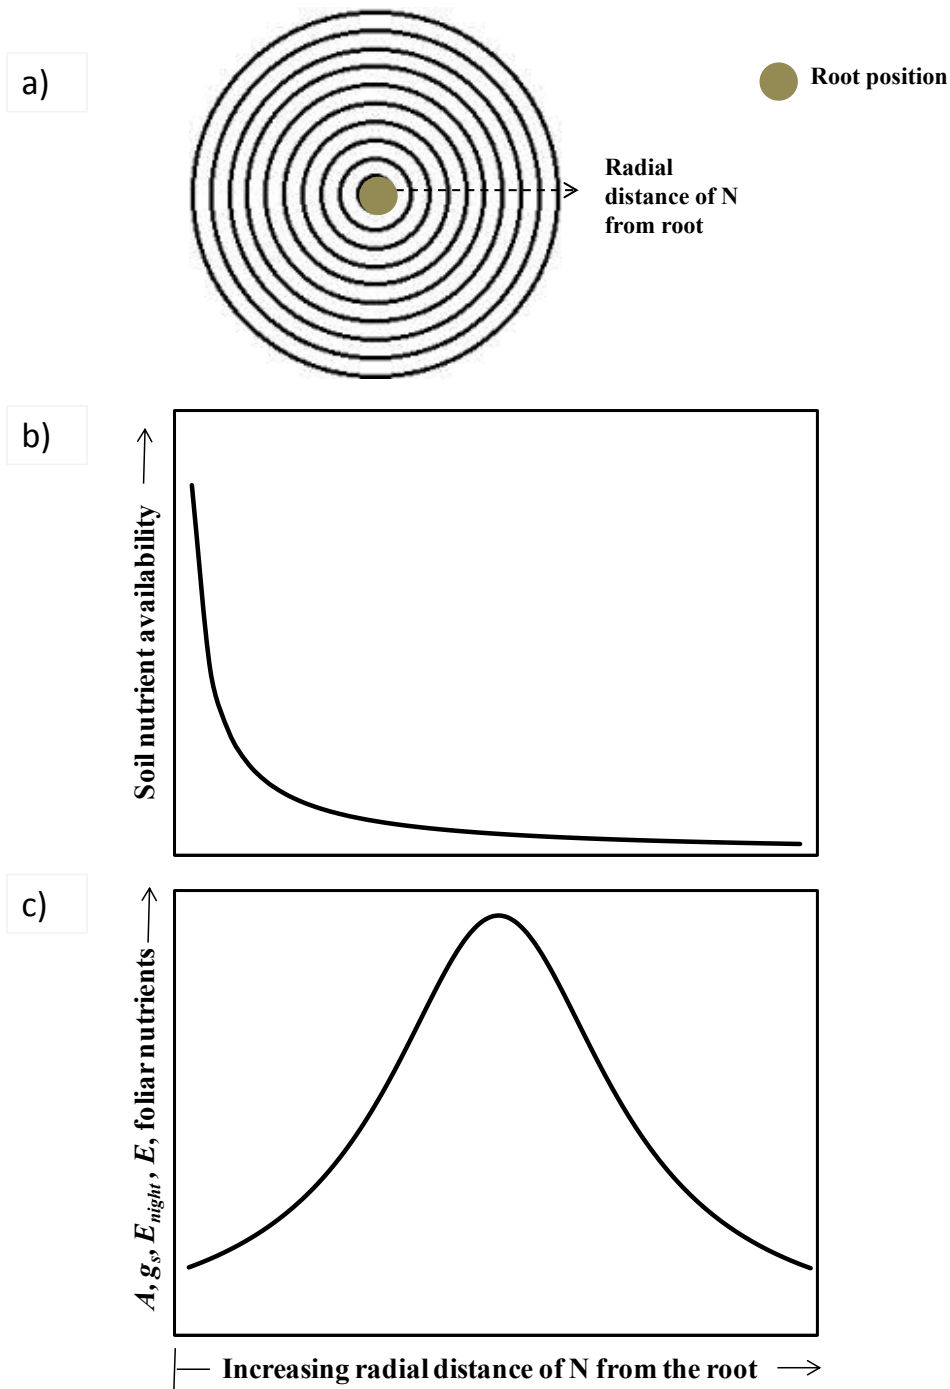 a)
Root position
Radial
distance of N
from root
b)
Soil nutrient availability
c)
A, gs, Enight, E, foliar nutrients
Increasing radial distance of N from the root